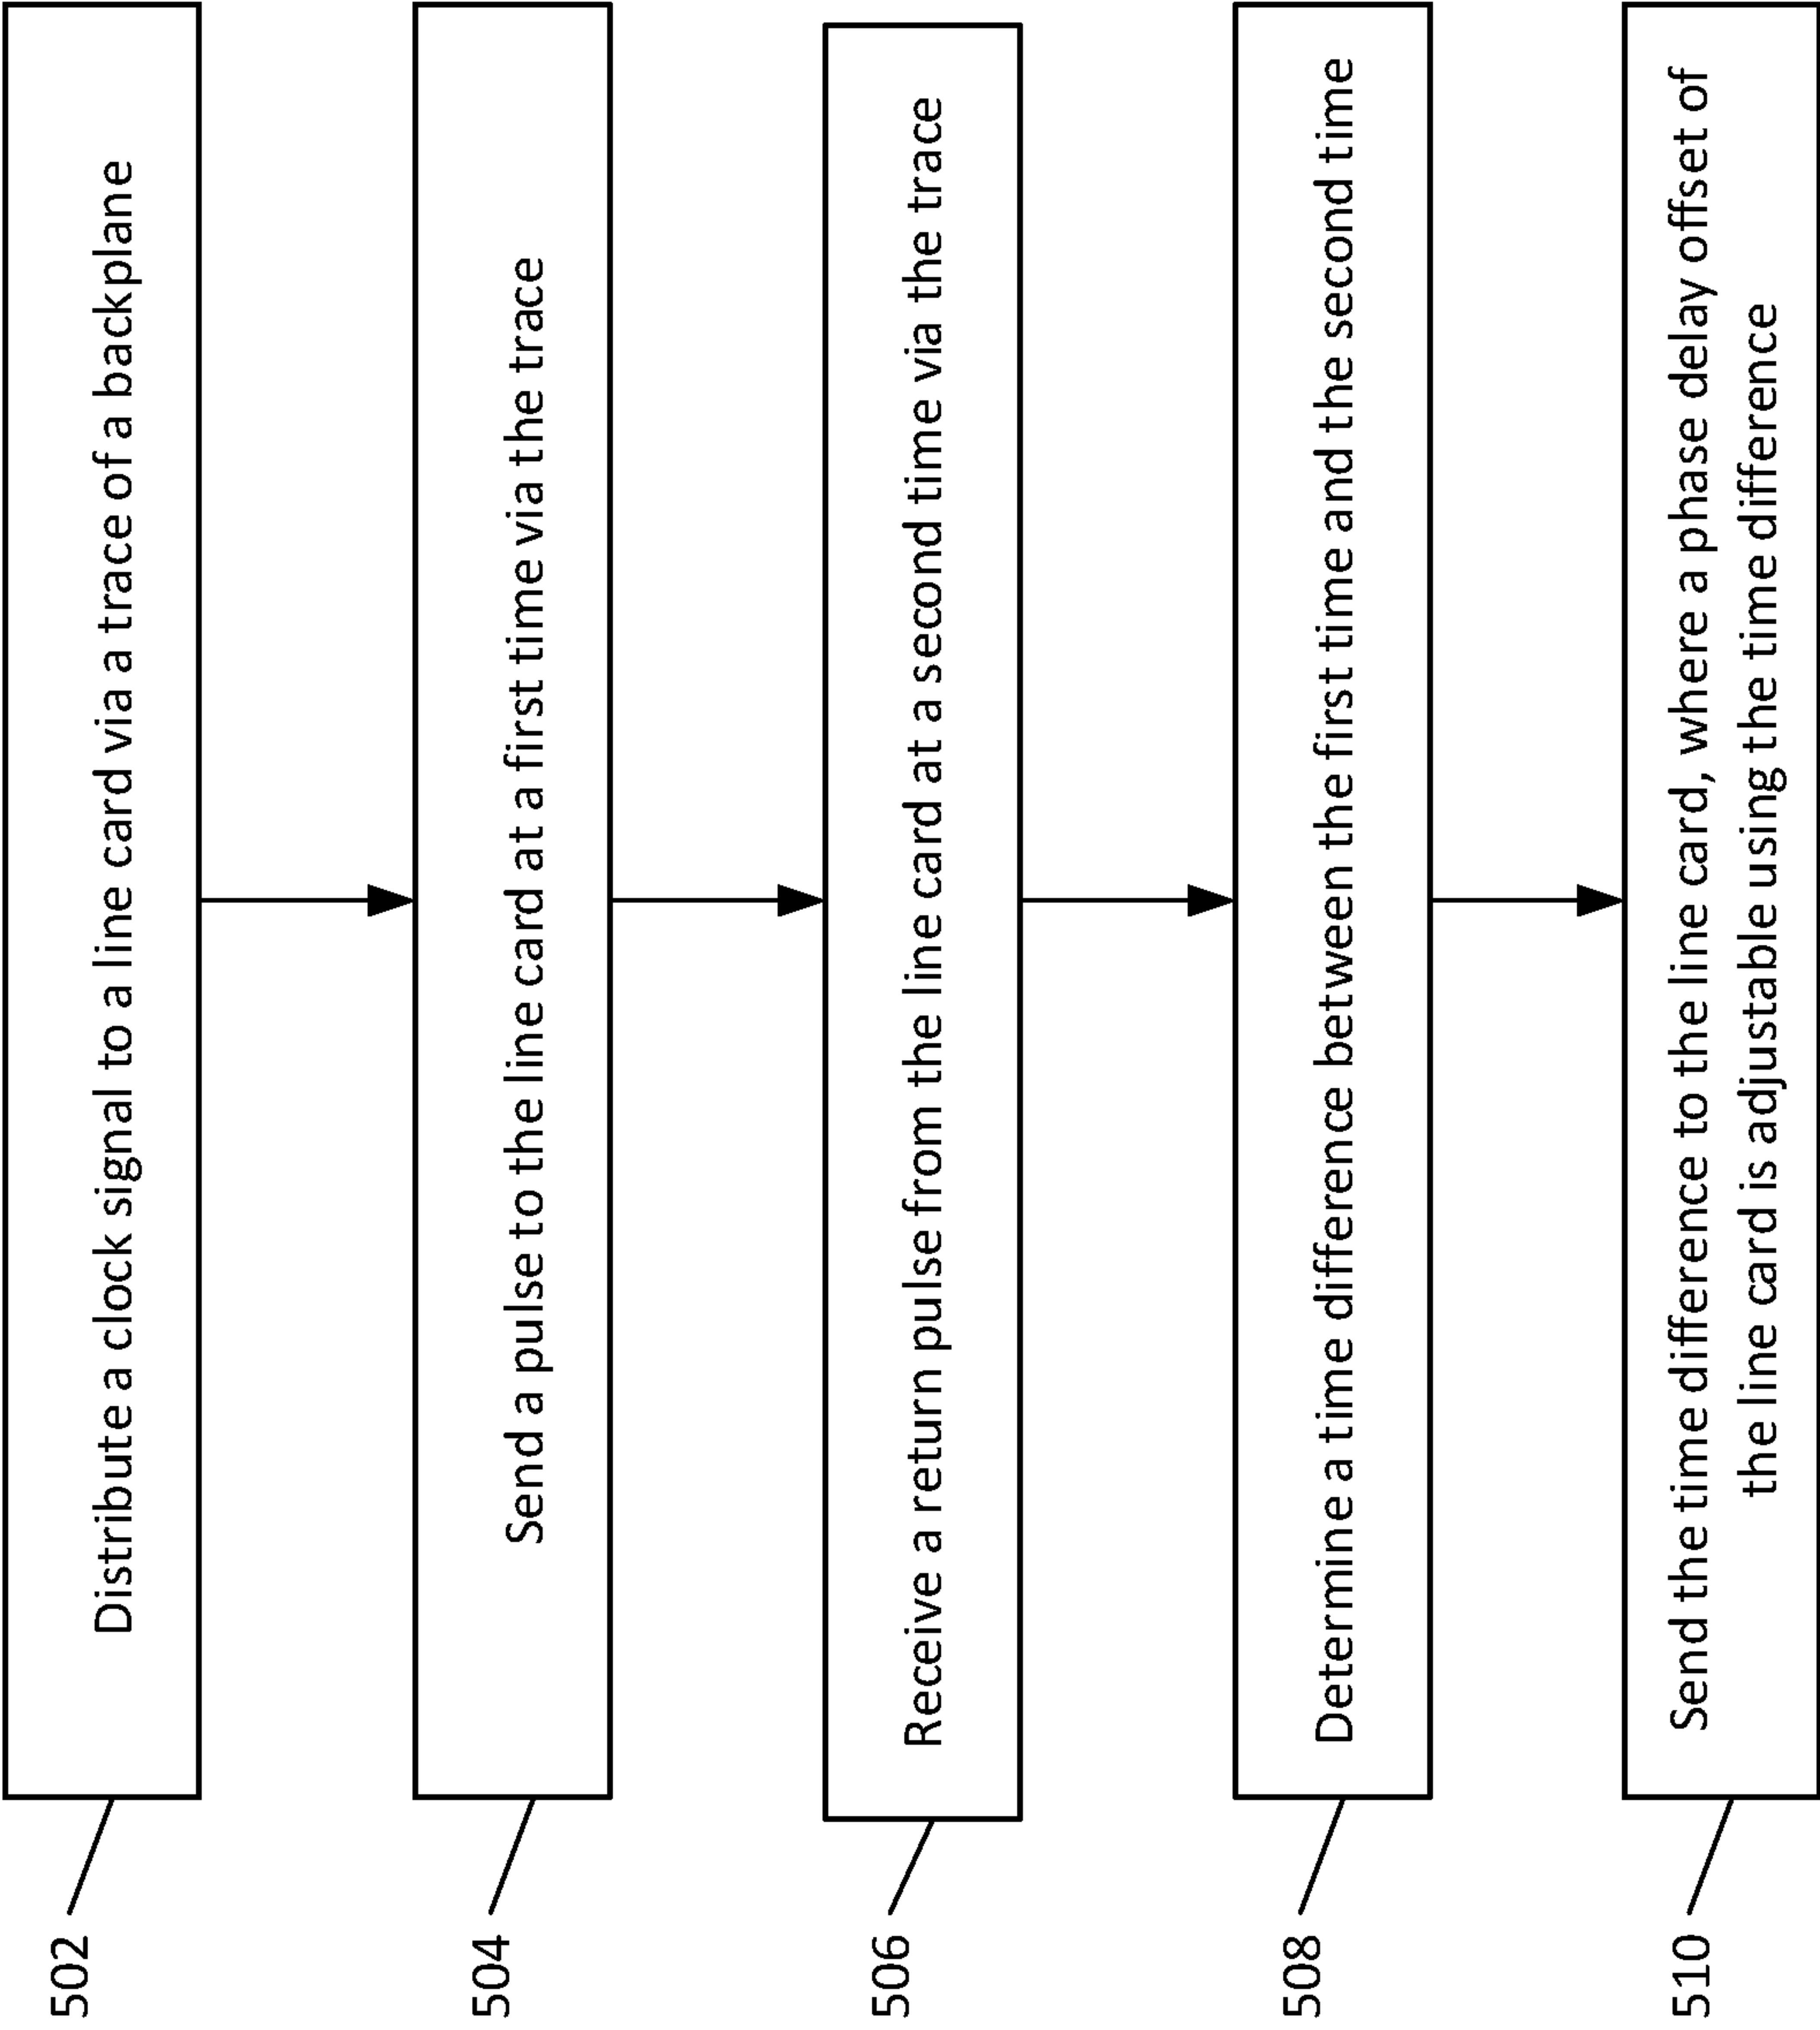 502
Distribute a clock signal to a line card via a trace of a backplane
504
Send a pulse to the line card at a first time via the trace
506
Receive a return pulse from the line card at a second time via the trace
508
Determine a time difference between the first time and the second time
510
Send the time difference to the line card, where a phase delay offset of
the line card is adjustable using the time difference